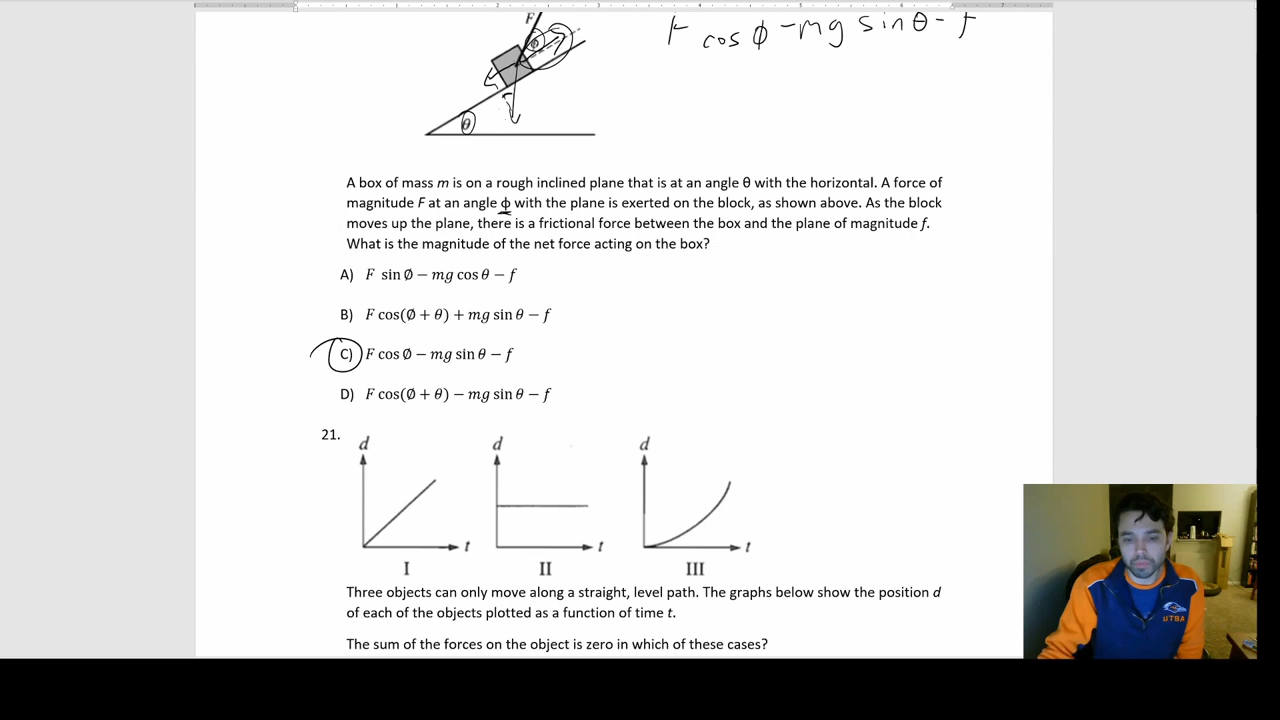 F
F cos ϕ - mg sin θ - f
ϕ
θ
A box of mass m is on a rough inclined plane that is at an angle θ with the horizontal. A force of
magnitude F at an angle ϕ with the plane is exerted on the block, as shown above. As the block
moves up the plane, there is a frictional force between the box and the plane of magnitude f.
What is the magnitude of the net force acting on the box?
A) F sin Ø − mg cos θ − f
B) F cos(Ø + θ) + mg sin θ − f
C) F cos Ø − mg sin θ − f
D) F cos(Ø + θ) − mg sin θ − f
21.
d d d
t t t
I II III
Three objects can only move along a straight, level path. The graphs below show the position d
of each of the objects plotted as a function of time t.
The sum of the forces on the object is zero in which of these cases?
UTSA